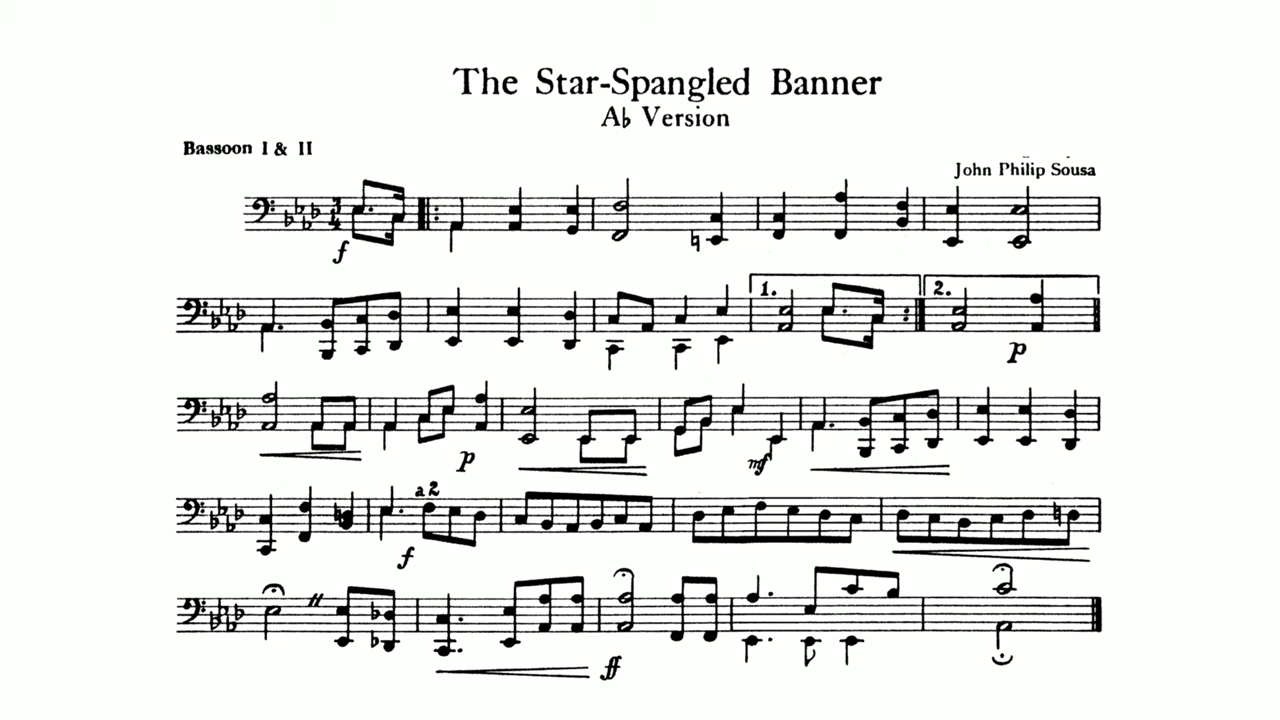 The Star-Spangled Banner
A♭ Version
Bassoon I & II
John Philip Sousa
f
1.
2.
p
p
mf
a2
f
ff